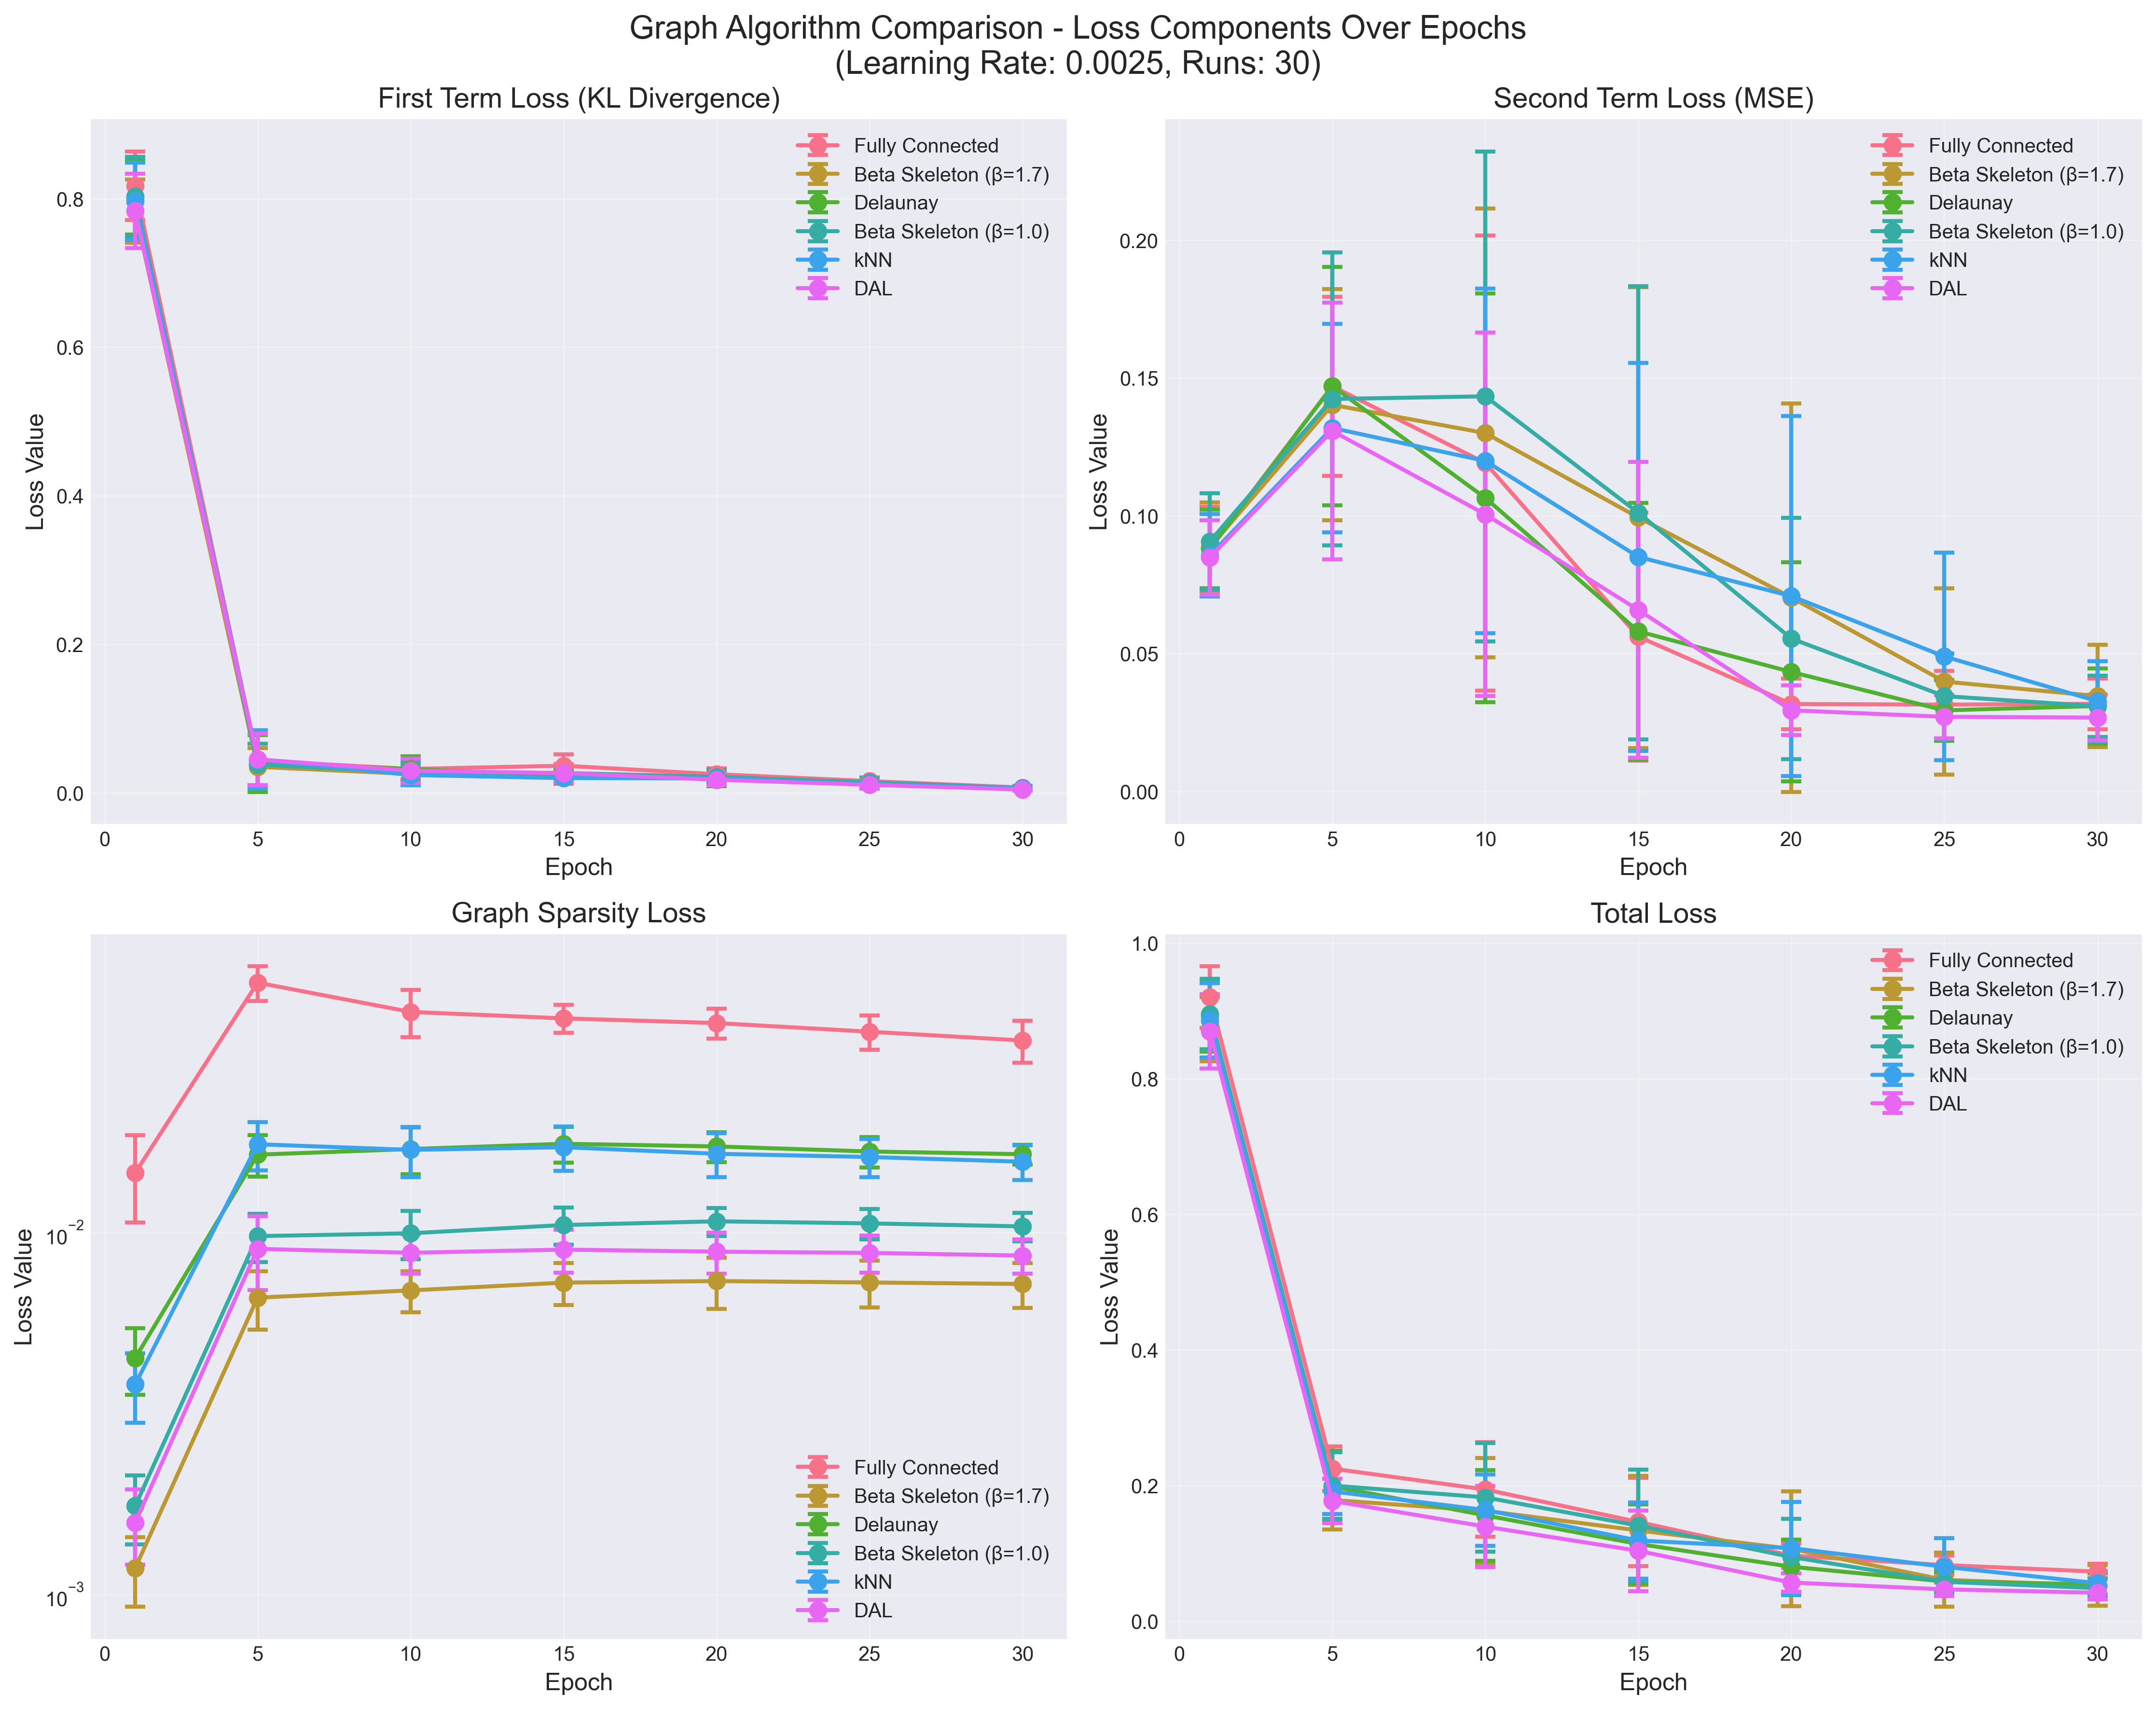 Graph Algorithm Comparison - Loss Components Over Epochs
(Learning Rate: 0.0025, Runs: 30)
First Term Loss (KL Divergence)
Loss Value
0.8
0.6
0.4
0.2
0.0
Fully Connected
Beta Skeleton (β=1.7)
Delaunay
Beta Skeleton (β=1.0)
kNN
DAL
0 5 10 15 20 25 30
Epoch
Second Term Loss (MSE)
Loss Value
0.20
0.15
0.10
0.05
0.00
Fully Connected
Beta Skeleton (β=1.7)
Delaunay
Beta Skeleton (β=1.0)
kNN
DAL
0 5 10 15 20 25 30
Epoch
Graph Sparsity Loss
Loss Value
10⁻²
10⁻³
Fully Connected
Beta Skeleton (β=1.7)
Delaunay
Beta Skeleton (β=1.0)
kNN
DAL
0 5 10 15 20 25 30
Epoch
Total Loss
Loss Value
1.0
0.8
0.6
0.4
0.2
0.0
Fully Connected
Beta Skeleton (β=1.7)
Delaunay
Beta Skeleton (β=1.0)
kNN
DAL
0 5 10 15 20 25 30
Epoch